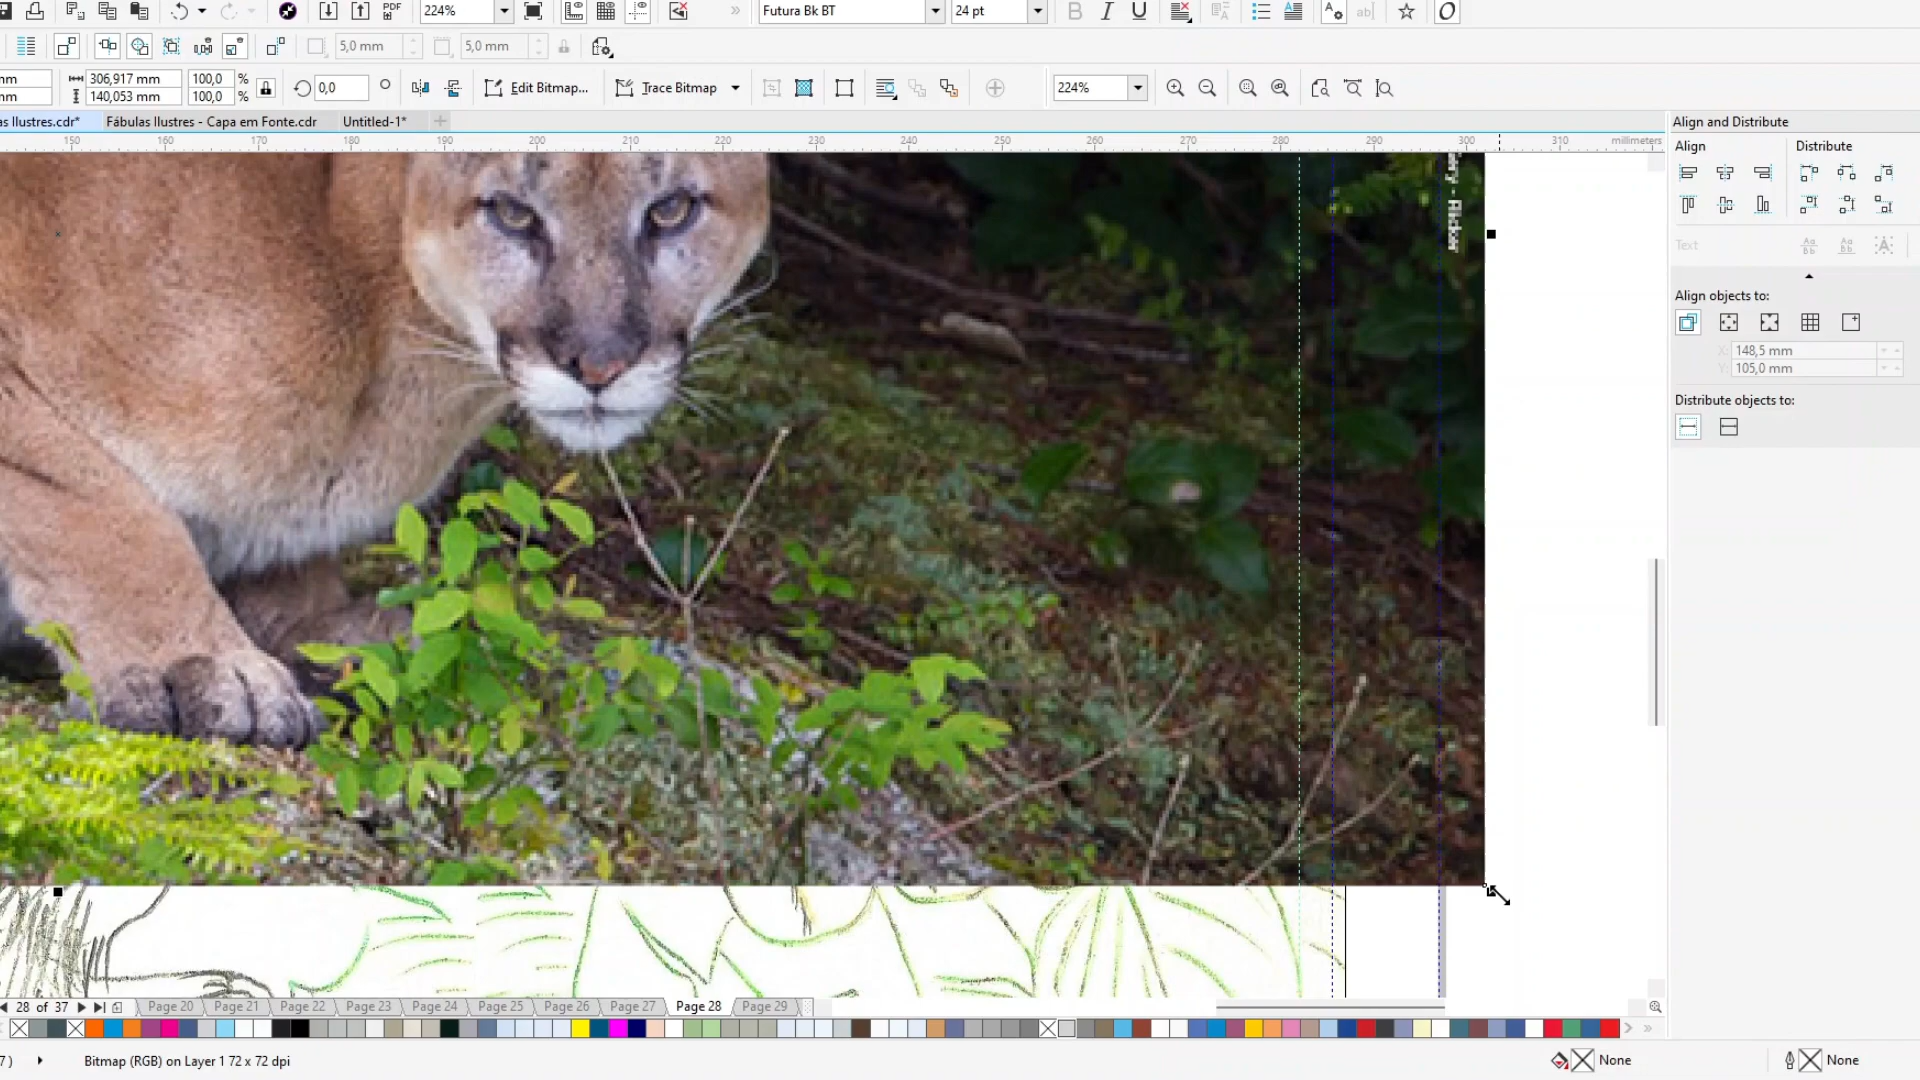 PDF 224% Futura Bk BT 24 pt
5,0 mm 5,0 mm
306,917 mm 100,0 % 0,0 Edit Bitmap... Trace Bitmap 224%
140,053 mm 100,0 %
as Ilustres.cdr* Fábulas Ilustres - Capa em Fonte.cdr Untitled-1*
150 160 170 180 190 200 210 220 230 240 250 260 270 280 290 300 310 millimeters
Align and Distribute
Align Distribute
Text
Align objects to:
X: 148,5 mm
Y: 105,0 mm
Distribute objects to:
28 of 37 Page 20 Page 21 Page 22 Page 23 Page 24 Page 25 Page 26 Page 27 Page 28 Page 29
7 ) Bitmap (RGB) on Layer 1 72 x 72 dpi None None